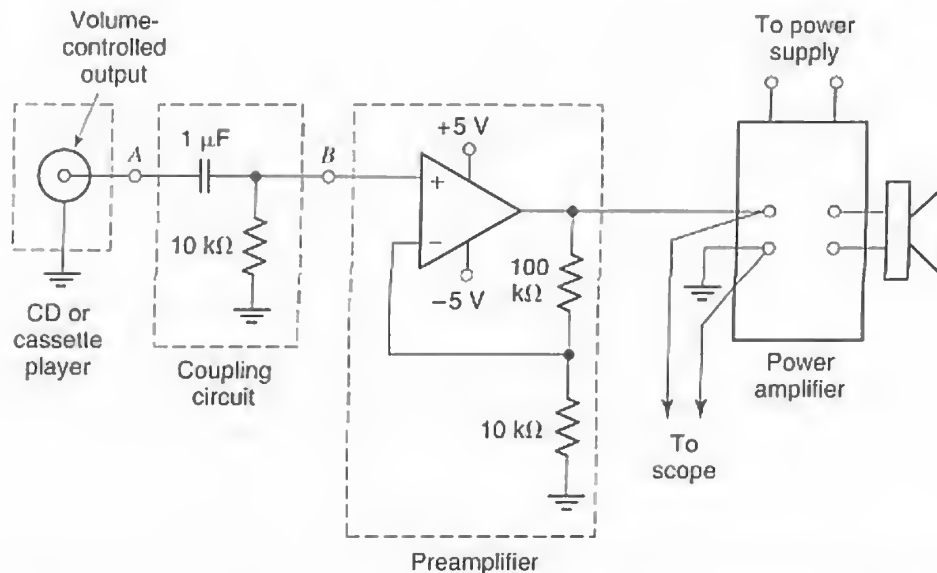 Volume-
controlled
output
To power
supply
A
1 µF
B
+5 V
+
−
−5 V
10 kΩ
100
kΩ
10 kΩ
CD or
cassette
player
Coupling
circuit
Preamplifier
Power
amplifier
To
scope